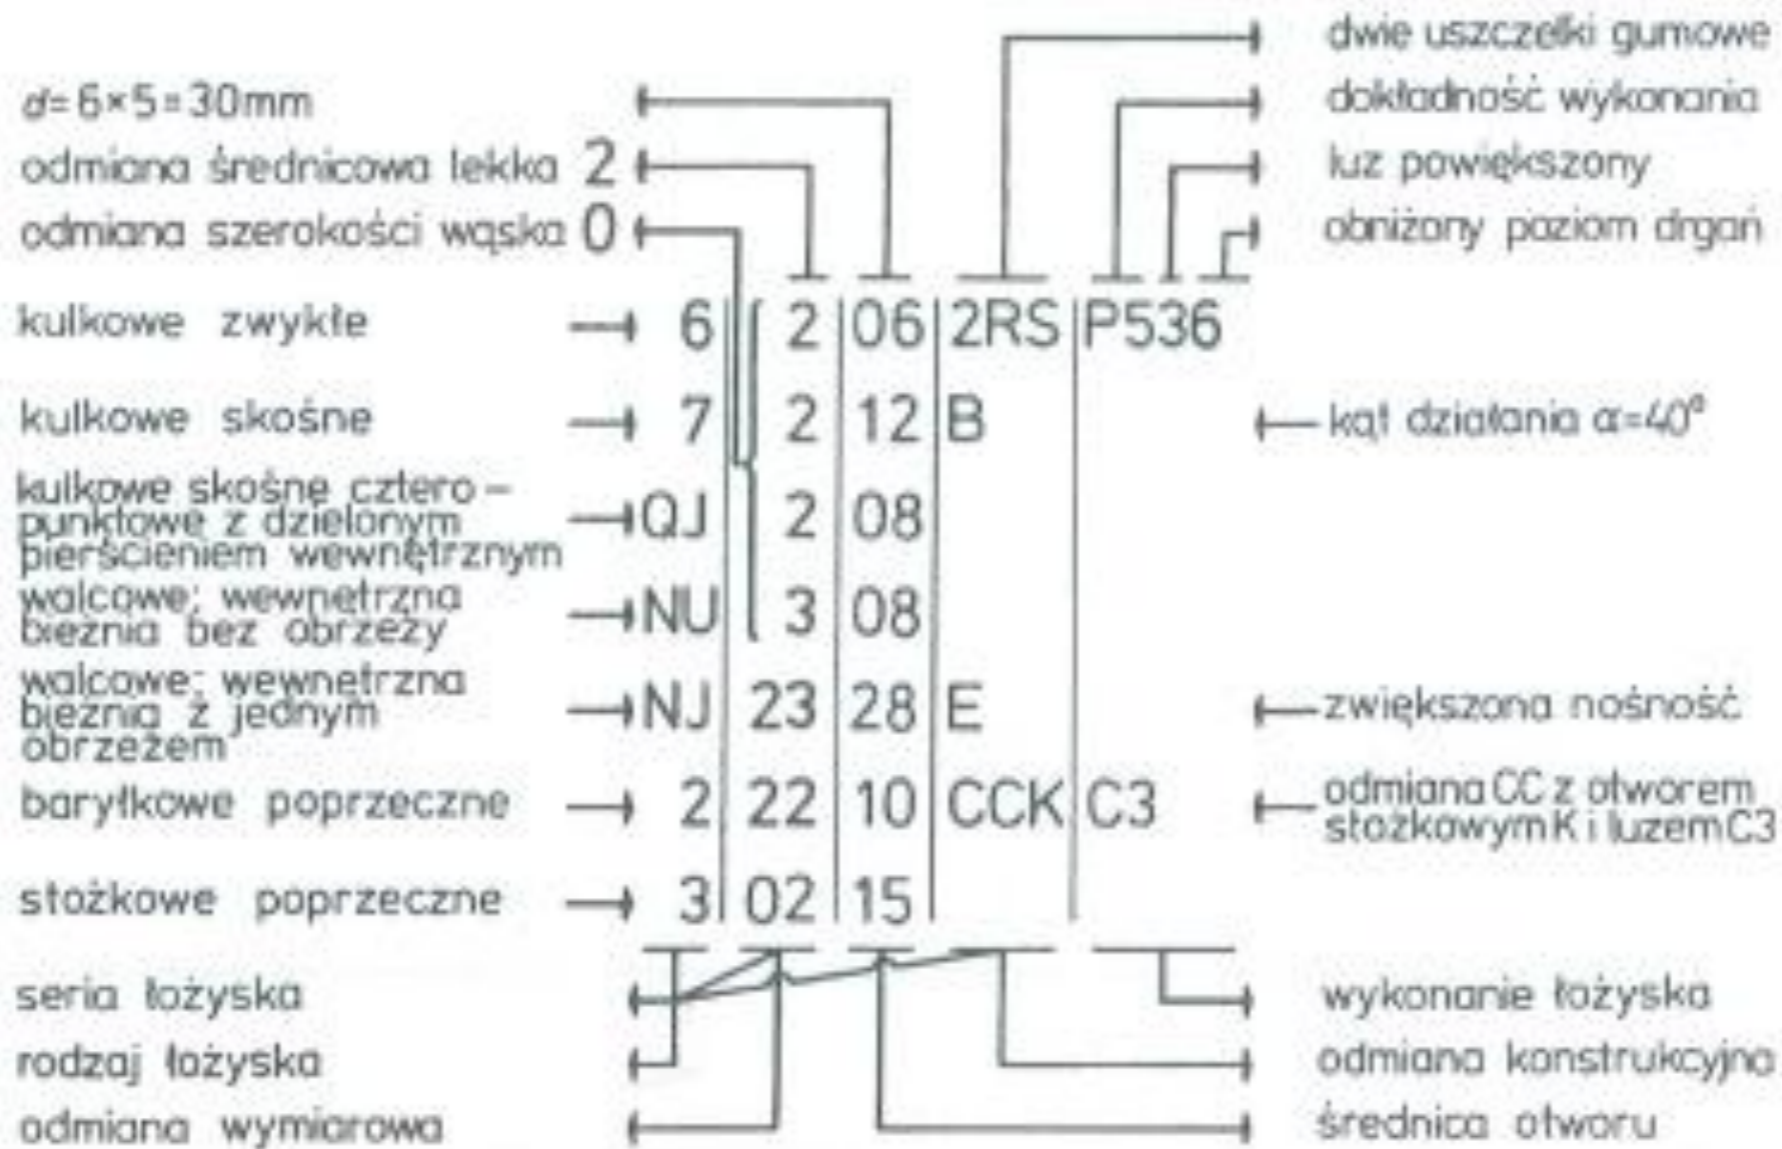 dwie uszczelki gumowe
d=6×5=30mm
dokładność wykonania
odmiana średnicowa lekka 2
luz powiększony
odmiana szerokości wąska 0
obniżony poziom drgań
kulkowe zwykłe 6 2 06 2RS P536
kulkowe skośne 7 2 12 B kąt działania α=40°
kulkowe skośne cztero –
punktowe z dzielonym QJ 2 08
pierścieniem wewnętrznym
walcowe; wewnętrzna
bieżnia bez obrzeży NU 3 08
walcowe; wewnętrzna
bieżnia z jednym NJ 23 28 E zwiększona nośność
obrzeżem
baryłkowe poprzeczne 2 22 10 CCK C3 odmiana CC z otworem
stożkowym K i luzem C3
stożkowe poprzeczne 3 02 15
seria łożyska
wykonanie łożyska
rodzaj łożyska
odmiana konstrukcyjna
odmiana wymiarowa
średnica otworu